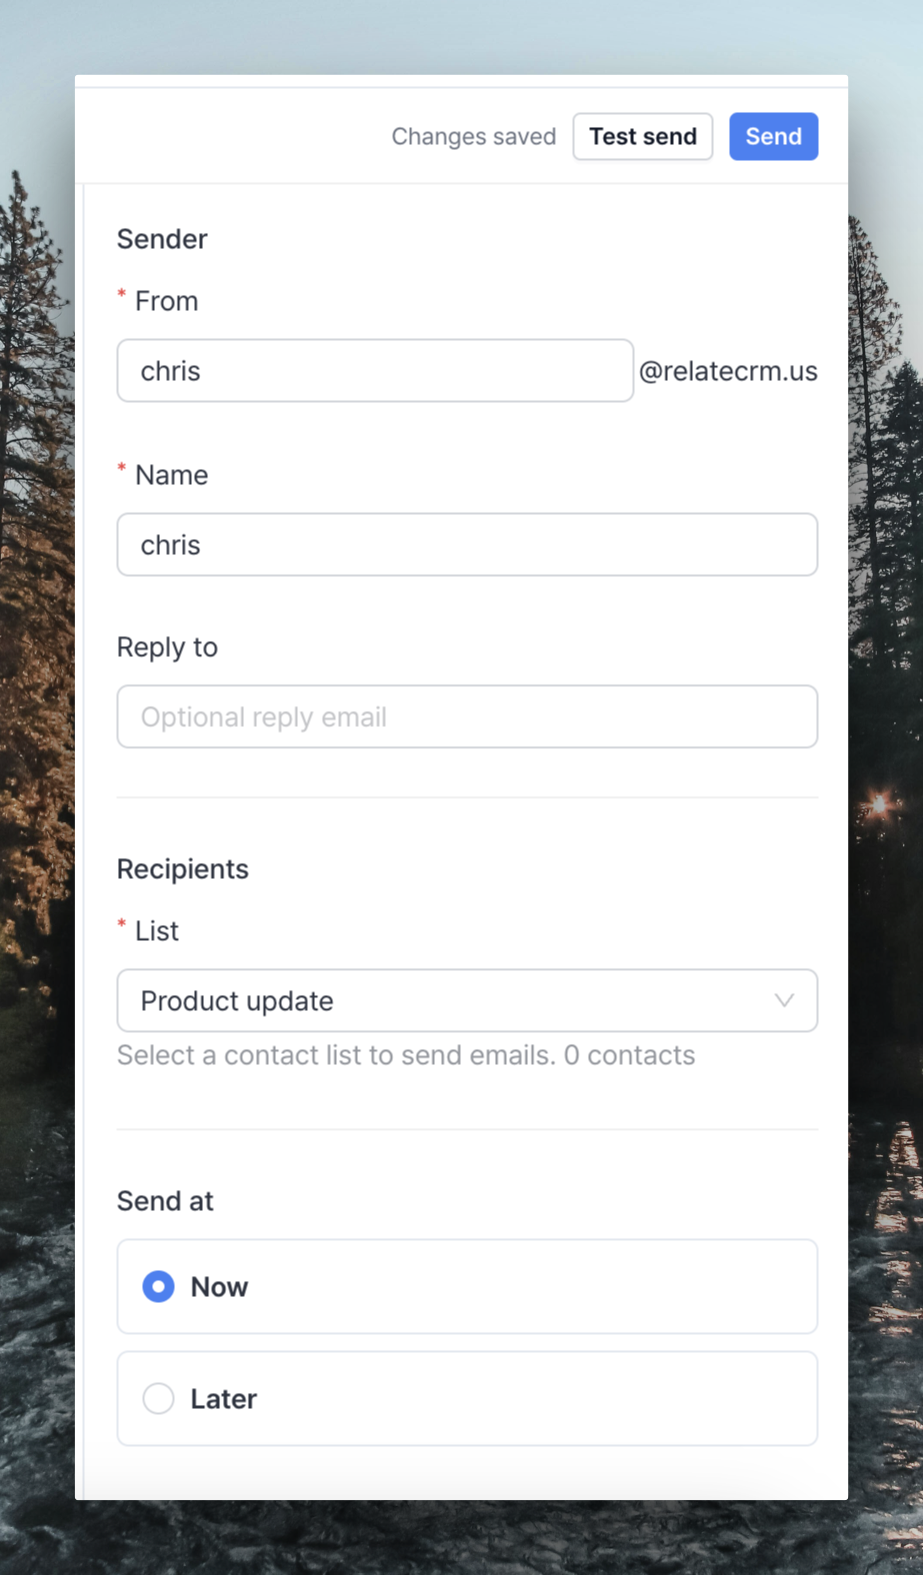 Changes saved Test send Send
Sender
* From
chris @relatecrm.us
* Name
chris
Reply to
Optional reply email
Recipients
* List
Product update
Select a contact list to send emails. 0 contacts
Send at
Now
Later